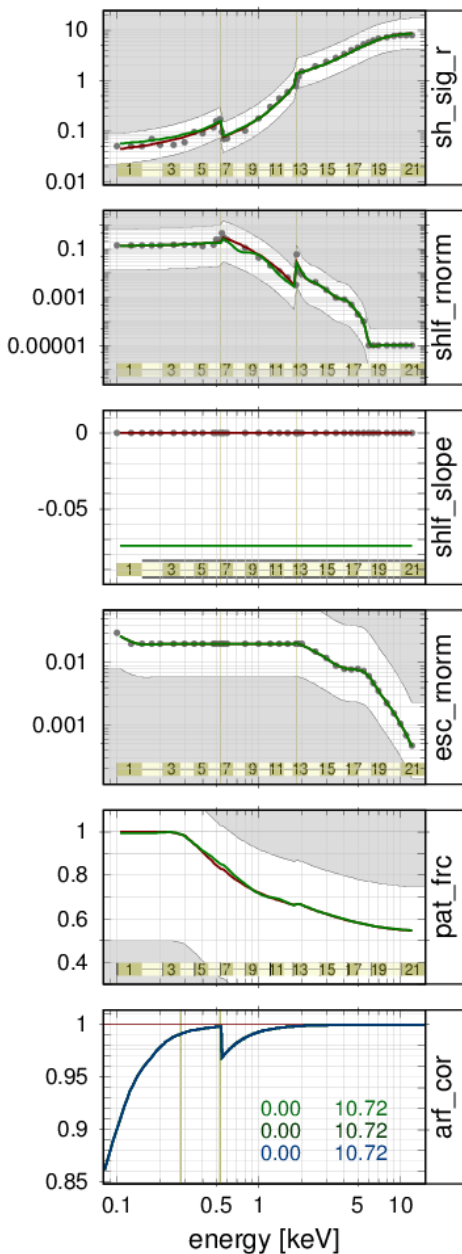 10
1
0.1
0.01
sh_sig_r
1 3 5 7 9 11 13 15 17 19 21
0.1
0.001
0.00001
shlf_rnorm
1 3 5 7 9 11 13 15 17 19 21
0
-0.05
shlf_slope
1 3 5 7 9 11 13 15 17 19 21
0.01
0.001
esc_rnorm
1 3 5 7 9 11 13 15 17 19 21
1
0.8
0.6
0.4
pat_frc
1 3 5 7 9 11 13 15 17 19 21
1
0.95
0.9
0.85
arf_cor
0.00 10.72
0.00 10.72
0.00 10.72
0.1 0.5 1 5 10
energy [keV]